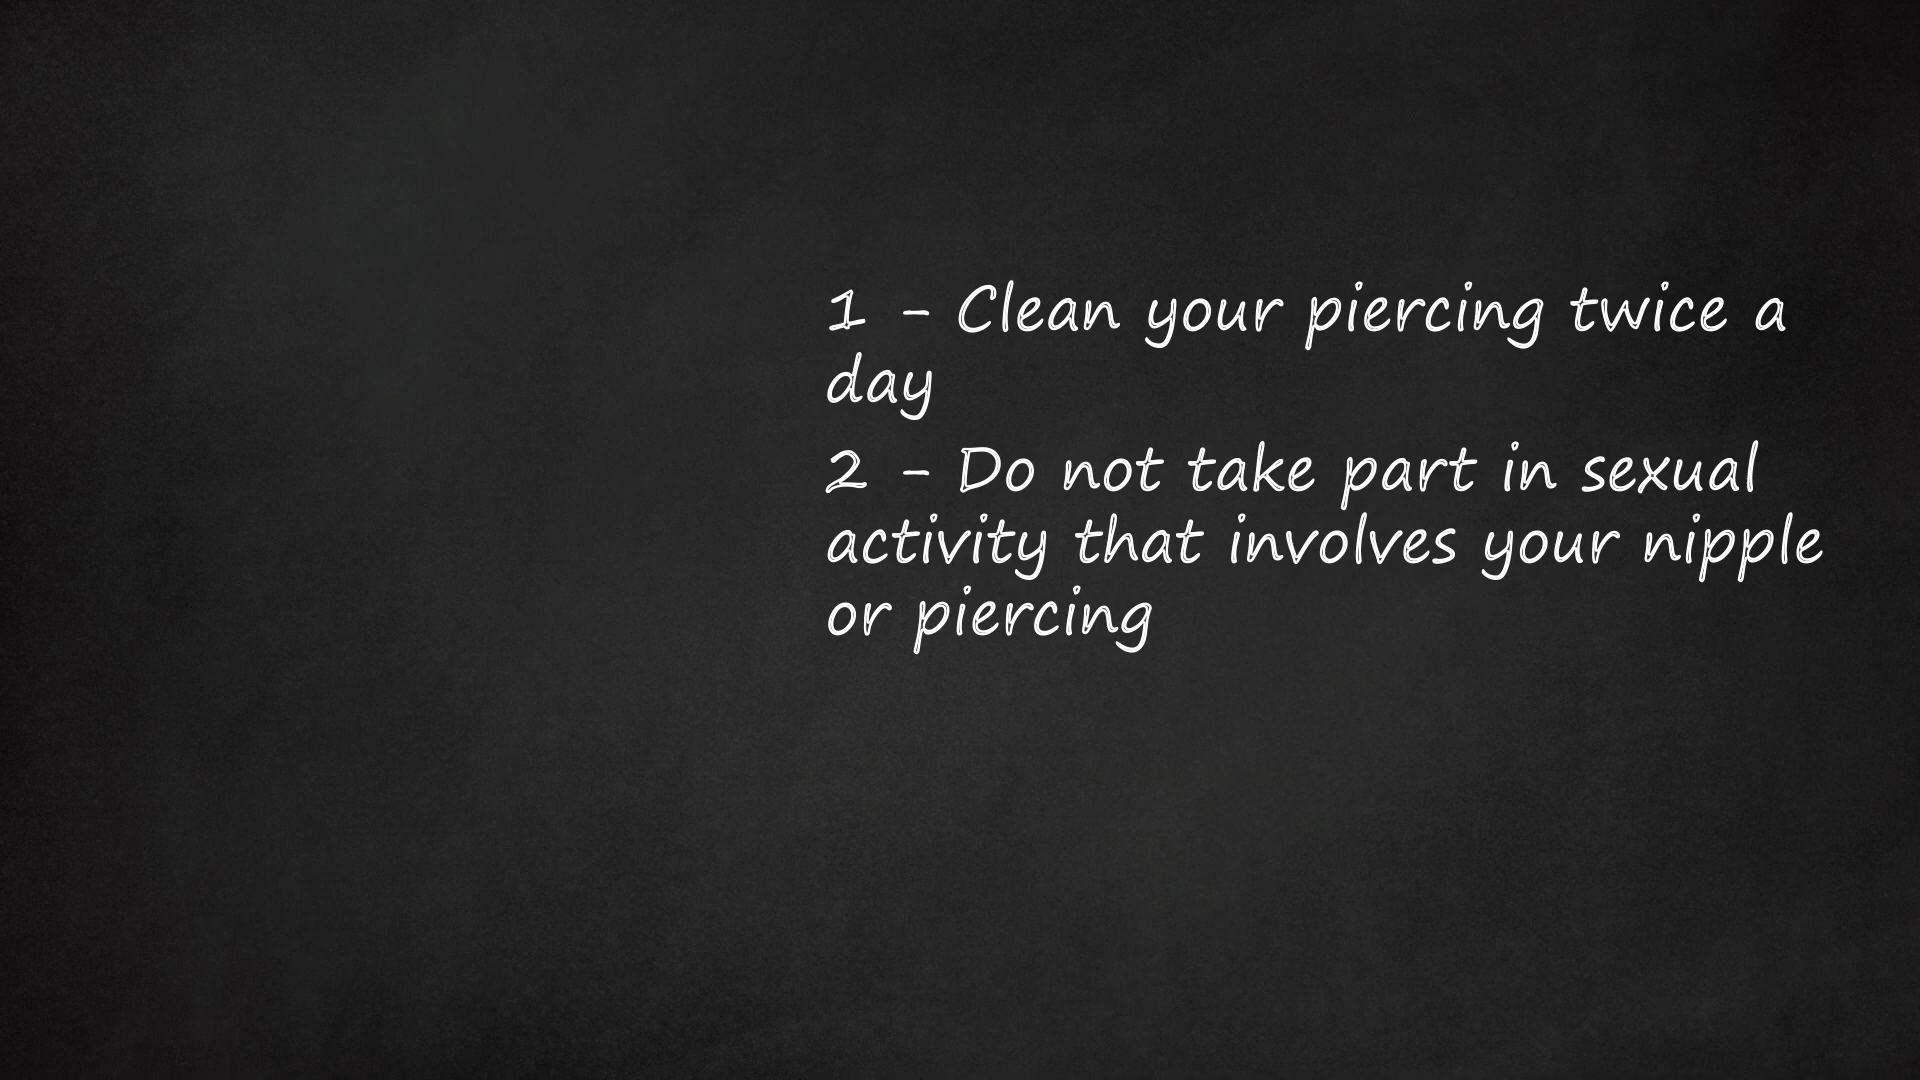 1 - Clean your piercing twice a
day
2 - Do not take part in sexual
activity that involves your nipple
or piercing